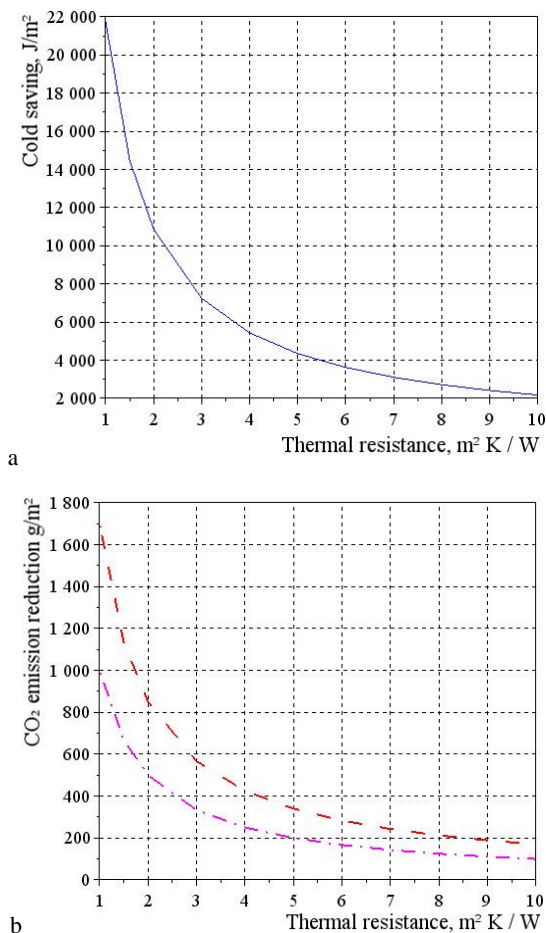 Cold saving, J/m²
22 000
20 000
18 000
16 000
14 000
12 000
10 000
8 000
6 000
4 000
2 000
1 2 3 4 5 6 7 8 9 10
Thermal resistance, m² K / W
a
CO₂ emission reduction g/m²
1 800
1 600
1 400
1 200
1 000
800
600
400
200
0
1 2 3 4 5 6 7 8 9 10
Thermal resistance, m² K / W
b